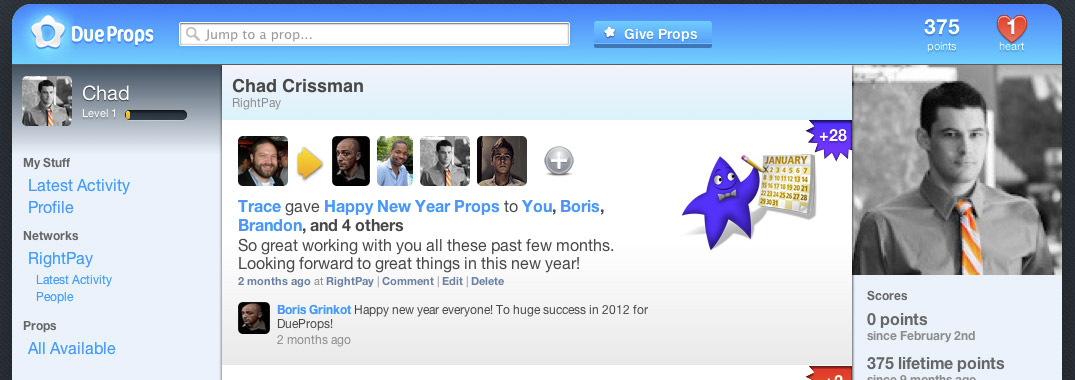 DueProps
Jump to a prop...
Give Props
375
points
1
heart
Chad
Level 1
My Stuff
Latest Activity
Profile
Networks
RightPay
Latest Activity
People
Props
All Available
Chad Crissman
RightPay
+28
JANUARY
Trace gave Happy New Year Props to You, Boris,
Brandon, and 4 others
So great working with you all these past few months.
Looking forward to great things in this new year!
2 months ago at RightPay | Comment | Edit | Delete
Boris Grinkot Happy new year everyone! To huge success in 2012 for
DueProps!
2 months ago
Scores
0 points
since February 2nd
375 lifetime points
since 9 months ago